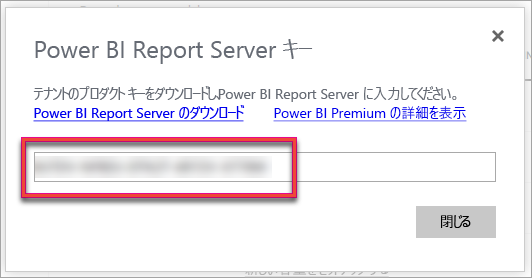 Power BI Report Server キー
テナントのプロダクト キーをダウンロードし、Power BI Report Server に入力してください。
Power BI Report Server のダウンロード Power BI Premium の詳細を表示
閉じる